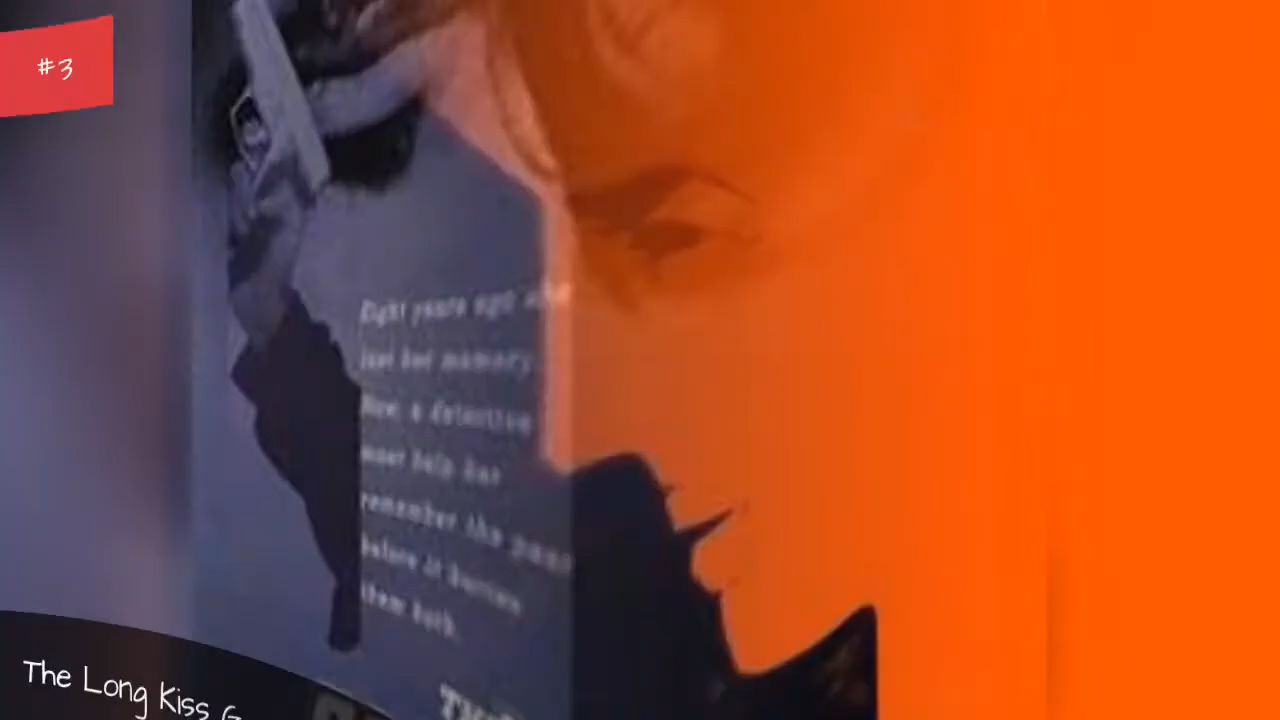 #3
Eight years ago she
lost her memory.
Now, a detective
must help her
remember the past
before it buries
them both.
The Long Kiss G